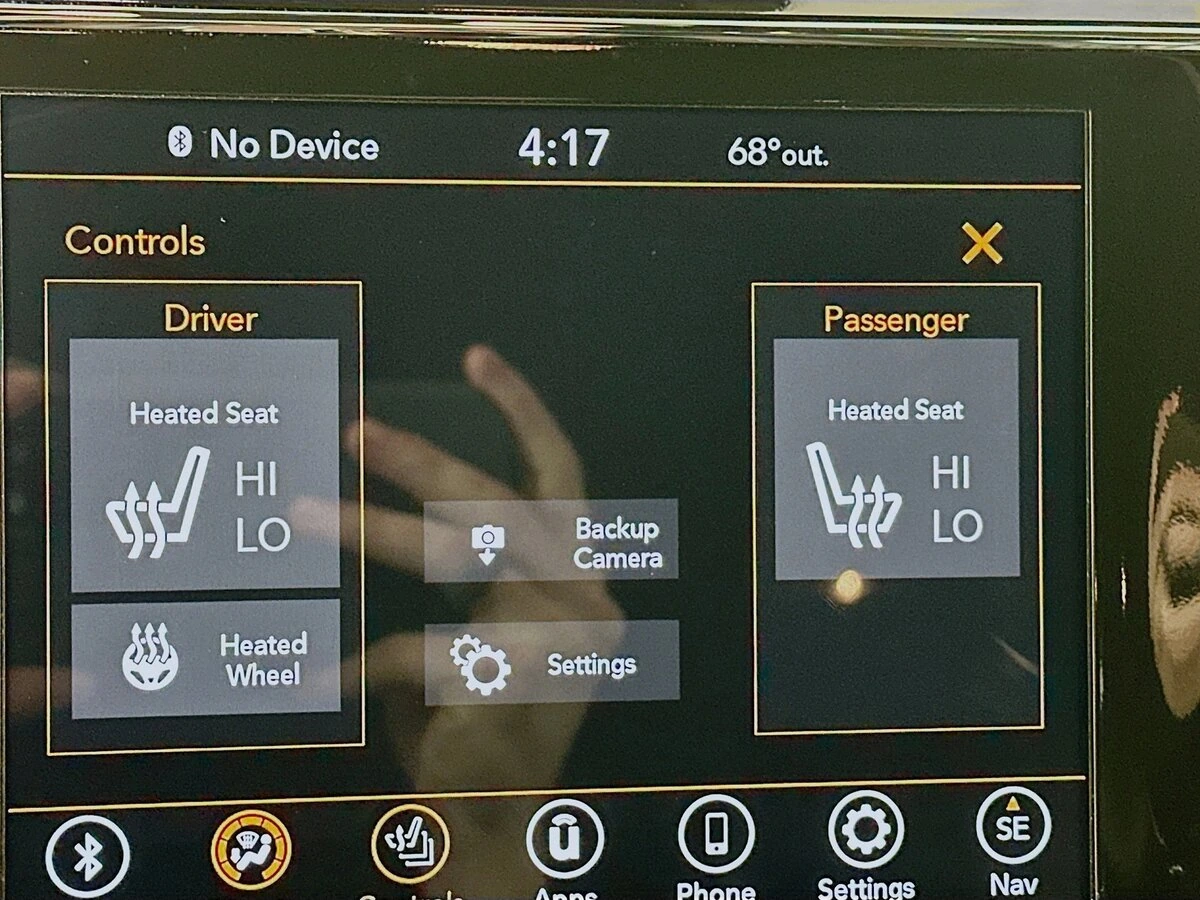 No Device 4:17 68° out.
Controls
Driver
Passenger
Heated Seat
HI
LO
Heated Seat
HI
LO
Backup
Camera
Heated
Wheel
Settings
SE
Controls
Apps
Phone
Settings
Nav